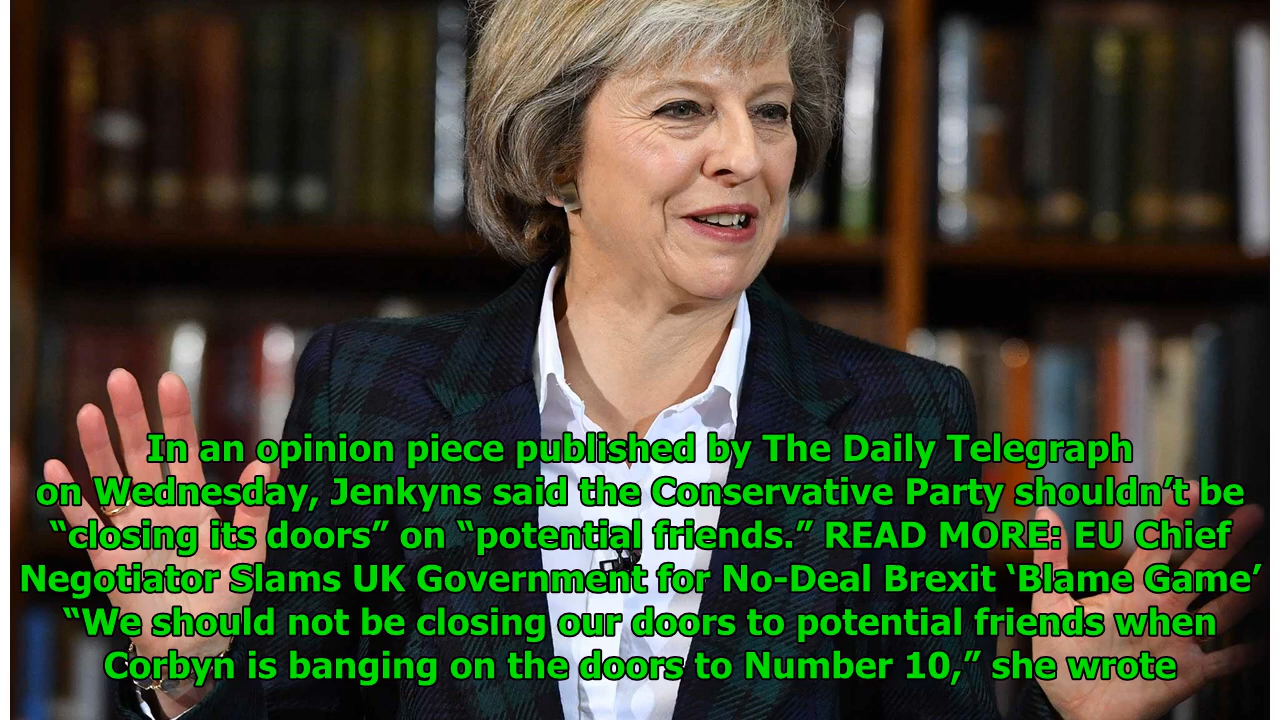 In an opinion piece published by The Daily Telegraph
on Wednesday, Jenkyns said the Conservative Party shouldn’t be
“closing its doors” on “potential friends.” READ MORE: EU Chief
Negotiator Slams UK Government for No-Deal Brexit ‘Blame Game’
“We should not be closing our doors to potential friends when
Corbyn is banging on the doors to Number 10,” she wrote